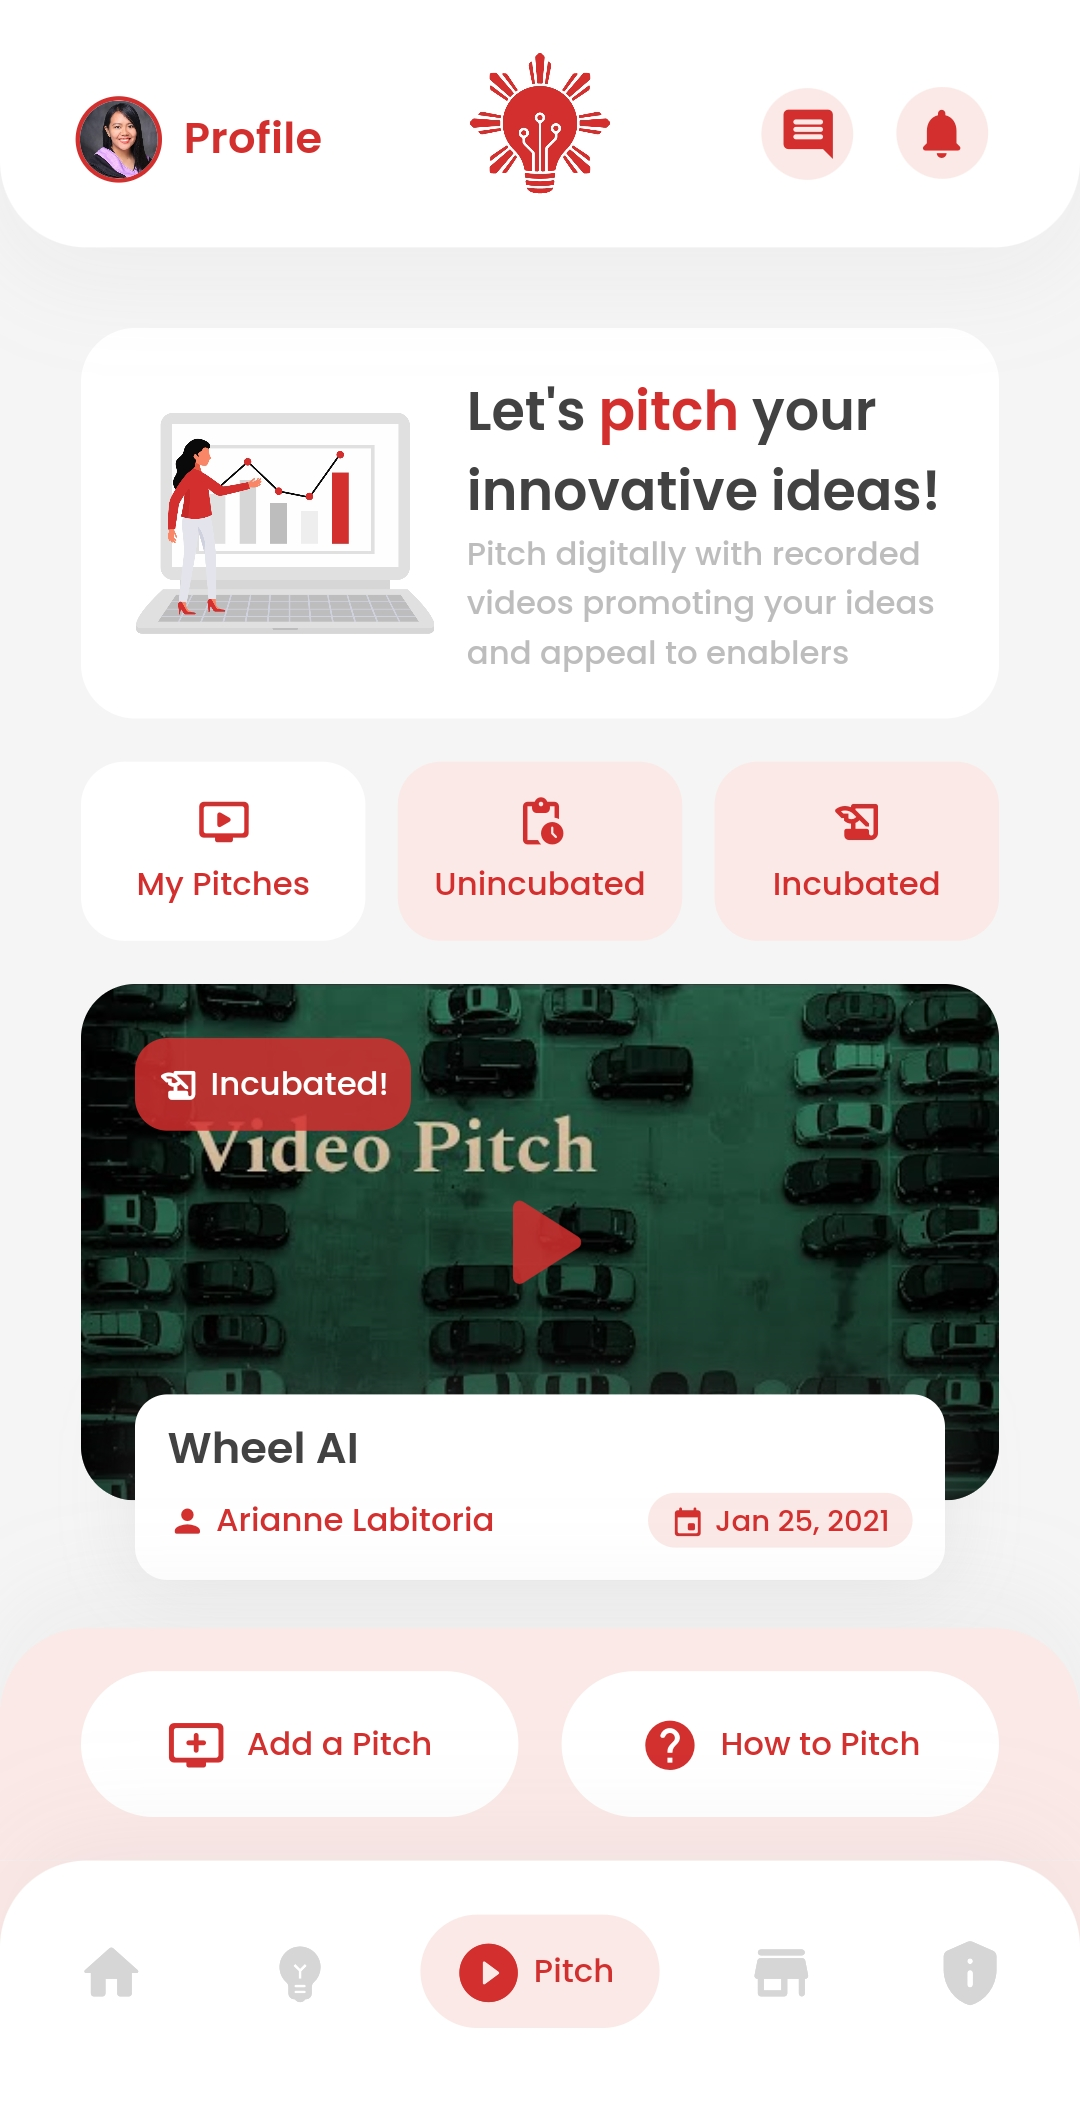 Profile
Let's pitch your
innovative ideas!
Pitch digitally with recorded
videos promoting your ideas
and appeal to enablers
My Pitches
Unincubated
Incubated
Incubated!
Video Pitch
Wheel AI
Arianne Labitoria
Jan 25, 2021
Add a Pitch
How to Pitch
Pitch